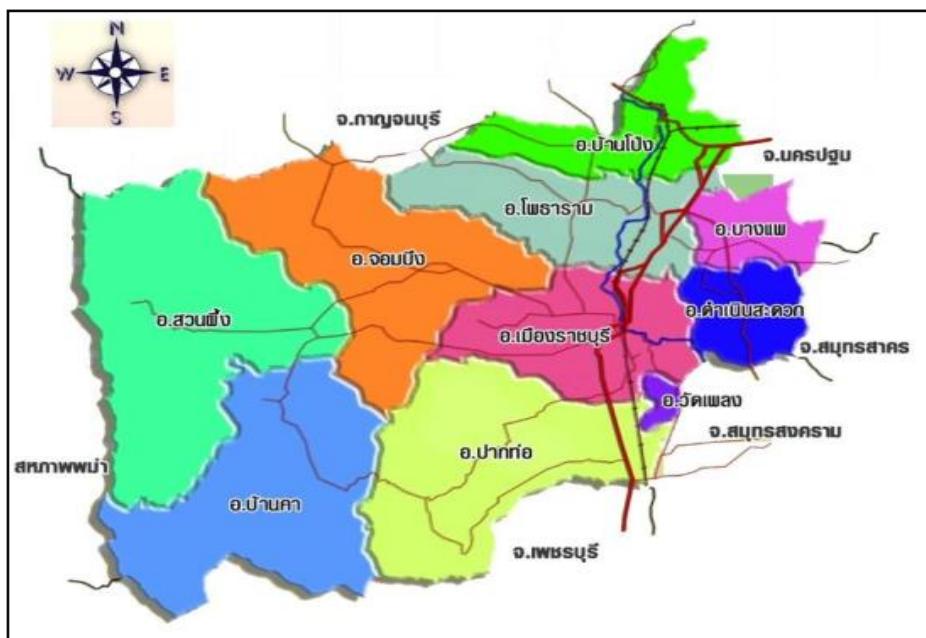 N
W E
S
จ.กาญจนบุรี
อ.บ้านโป่ง
จ.นครปฐม
อ.โพธาราม
อ.บางแพ
อ.จอมบึง
อ.สวนผึ้ง
อ.ดำเนินสะดวก
อ.เมืองราชบุรี
จ.สมุทรสาคร
อ.วัดเพลง
จ.สมุทรสงคราม
อ.ปากท่อ
สหภาพพม่า
อ.บ้านคา
จ.เพชรบุรี